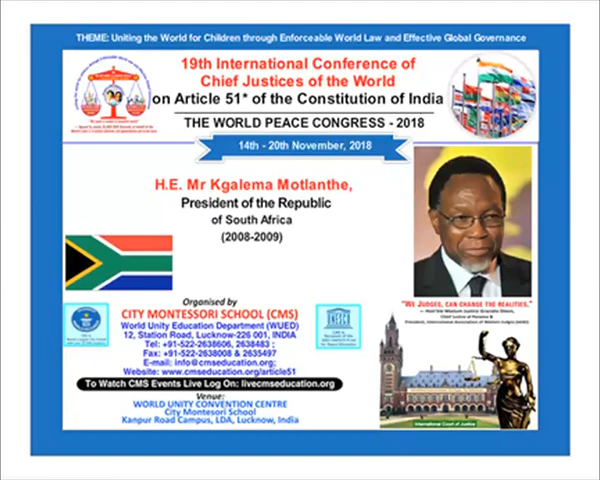 THEME: Uniting the World for Children through Enforceable World Law and Effective Global Governance
19th International Conference of
Chief Justices of the World
on Article 51* of the Constitution of India
THE WORLD PEACE CONGRESS - 2018
14th - 20th November, 2018
H.E. Mr Kgalema Motlanthe,
President of the Republic
of South Africa
(2008-2009)
Organised by
CITY MONTESSORI SCHOOL (CMS)
World Unity Education Department (WUED)
12, Station Road, Lucknow-226 001, INDIA
Tel: +91-522-2638606, 2638483 ;
Fax: +91-522-2638008 & 2635497
E-mail; info@cmseducation.org;
Website: www.cmseducation.org/article51
To Watch CMS Events Live Log On: livecmseducation.org
Venue:
WORLD UNITY CONVENTION CENTRE
City Montesori School
Kanpur Road Campus, LDA, Lucknow, India
"WE JUDGES, CAN CHANGE THE REALITIES."
International Court of Justice